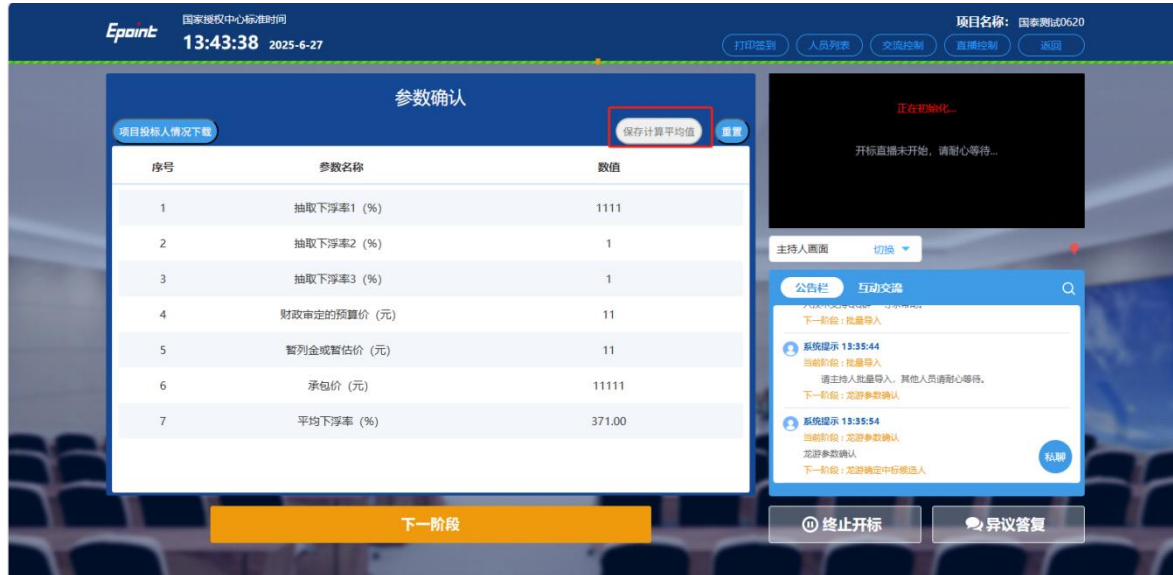 Epoint
国家授权中心标准时间
13:43:38 2025-6-27
项目名称： 国泰测试0620
打印签到 人员列表 交流控制 直播控制 返回
参数确认
项目投标人情况下载 保存计算平均值 重置
序号 参数名称 数值
1 抽取下浮率1（%） 1111
2 抽取下浮率2（%） 1
3 抽取下浮率3（%） 1
4 财政审定的预算价（元） 11
5 暂列金或暂估价（元） 11
6 承包价（元） 11111
7 平均下浮率（%） 371.00
下一阶段
正在初始化...
开标直播未开始，请耐心等待...
主持人画面 切换
公告栏 互动交流
下一阶段：批量导入
系统提示 13:35:44
当前阶段：批量导入
请主持人批量导入，其他人员请耐心等待。
下一阶段：龙游参数确认
系统提示 13:35:54
当前阶段：龙游参数确认
龙游参数确认
下一阶段：龙游确定中标候选人
私聊
终止开标 异议答复